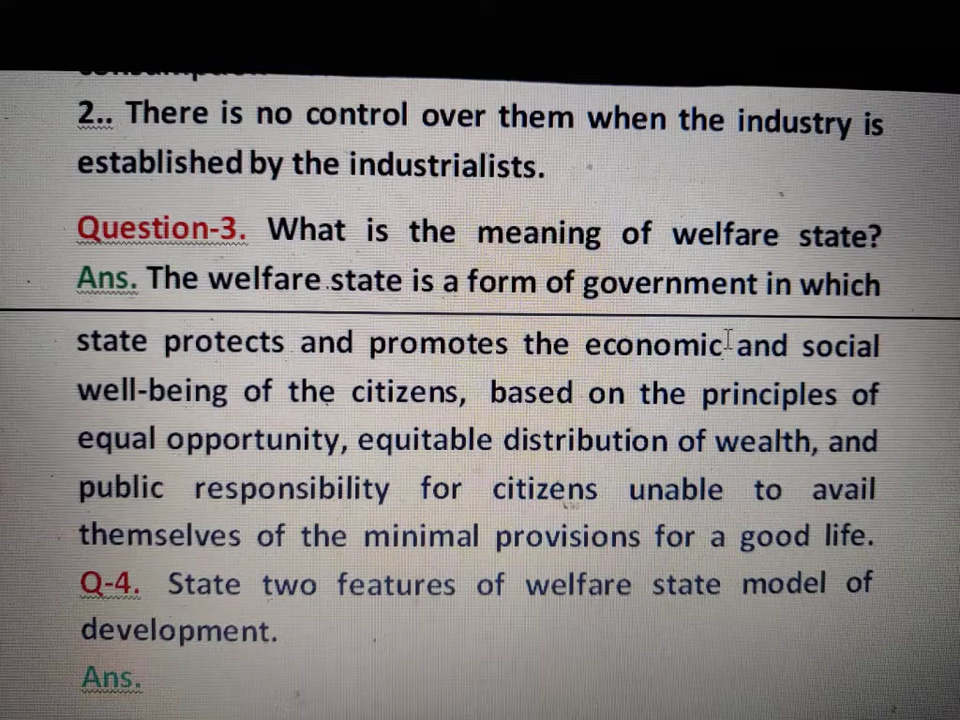 2.. There is no control over them when the industry is
established by the industrialists.
Question-3. What is the meaning of welfare state?
Ans. The welfare state is a form of government in which
state protects and promotes the economic and social
well-being of the citizens, based on the principles of
equal opportunity, equitable distribution of wealth, and
public responsibility for citizens unable to avail
themselves of the minimal provisions for a good life.
Q-4. State two features of welfare state model of
development.
Ans.